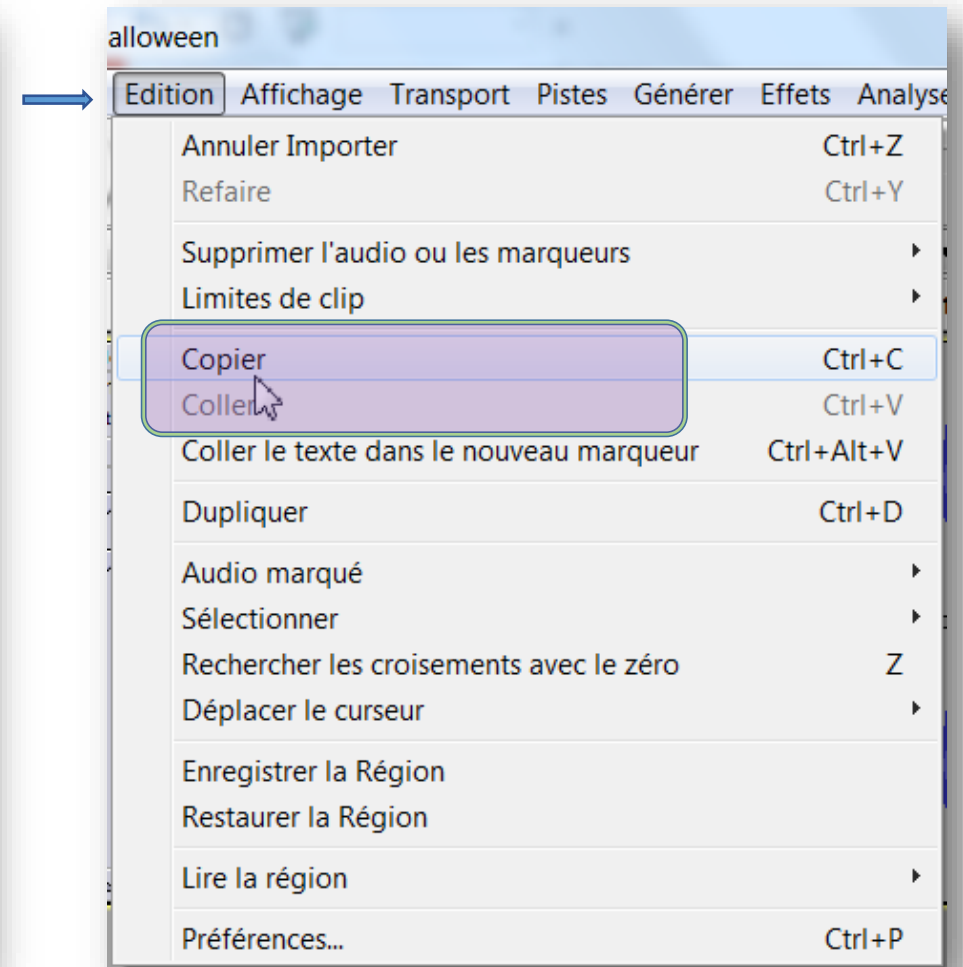 alloween
Edition Affichage Transport Pistes Générer Effets Analyse
Annuler Importer Ctrl+Z
Refaire Ctrl+Y
Supprimer l'audio ou les marqueurs
Limites de clip
Copier Ctrl+C
Coller Ctrl+V
Coller le texte dans le nouveau marqueur Ctrl+Alt+V
Dupliquer Ctrl+D
Audio marqué
Sélectionner
Rechercher les croisements avec le zéro Z
Déplacer le curseur
Enregistrer la Région
Restaurer la Région
Lire la région
Préférences... Ctrl+P